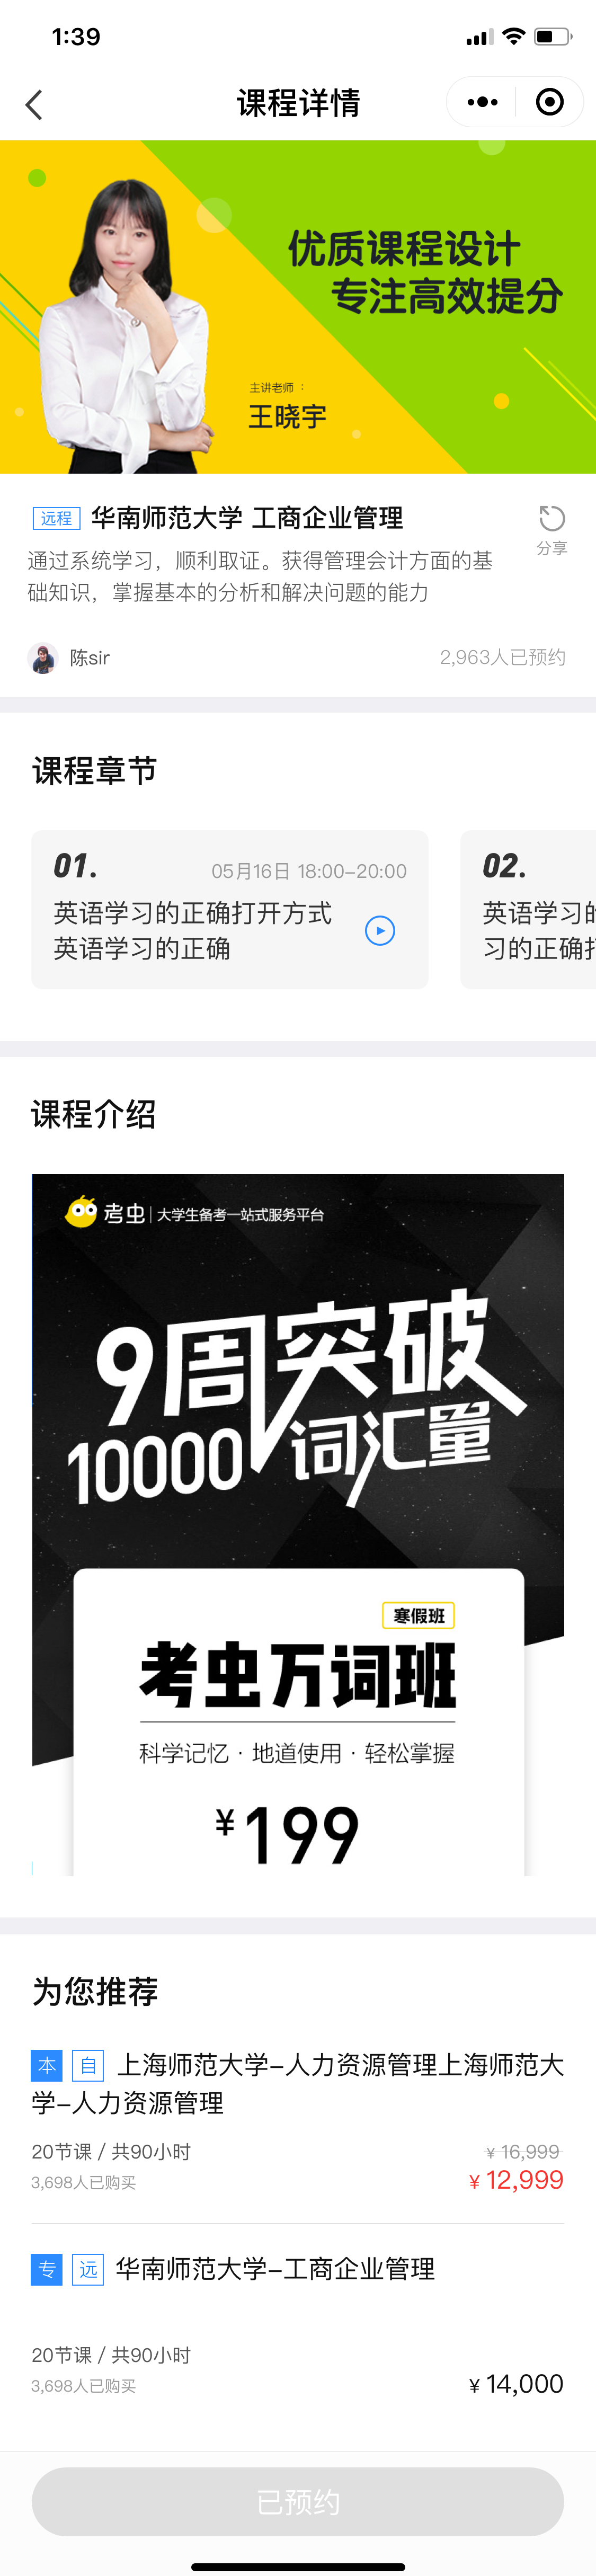 1:39
课程详情
优质课程设计
专注高效提分
主讲老师：
王晓宇
远程 华南师范大学 工商企业管理
分享
通过系统学习，顺利取证。获得管理会计方面的基
础知识，掌握基本的分析和解决问题的能力
陈sir 2,963人已预约
课程章节
01. 05月16日 18:00-20:00
英语学习的正确打开方式
英语学习的正确
02.
英语学习的
习的正确打
课程介绍
考虫 | 大学生备考一站式服务平台
9周突破
10000词汇量
寒假班
考虫万词班
科学记忆·地道使用·轻松掌握
¥199
为您推荐
本 自 上海师范大学-人力资源管理上海师范大
学-人力资源管理
20节课 / 共90小时 ¥ 16,999
3,698人已购买 ¥ 12,999
专 远 华南师范大学-工商企业管理
20节课 / 共90小时
3,698人已购买 ¥ 14,000
已预约